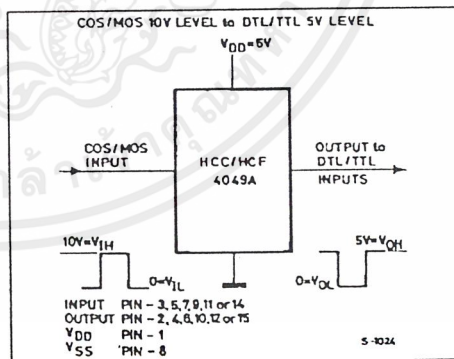 COS/MOS 10V LEVEL to DTL/TTL 5V LEVEL
VDD=5V
COS/MOS
INPUT
HCC/HCF
4049A
OUTPUT to
DTL/TTL
INPUTS
10V=VIH
0=VIL
5V=VOH
0=VOL
INPUT PIN - 3,5,7,9,11 or 14
OUTPUT PIN - 2,4,6,10,12 or 15
VDD PIN - 1
VSS PIN - 8
S-1024